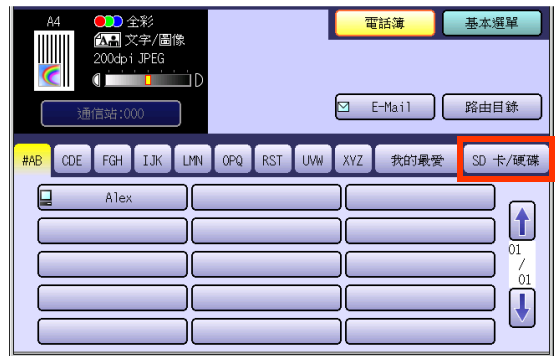 A4 全彩
A文字/圖像
200dpi JPEG
D
通信站:000
電話簿 基本選單
E-Mail 路由目錄
#AB CDE FGH IJK LMN OPQ RST UVW XYZ 我的最愛 SD 卡/硬碟
Alex
01
/
01